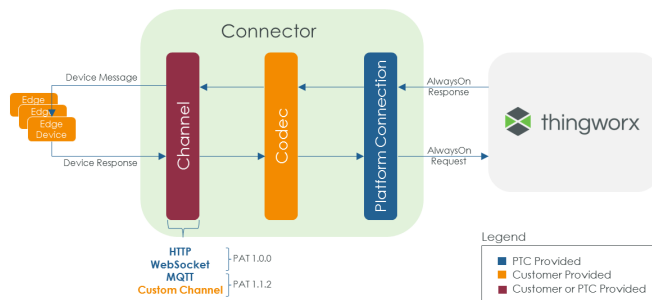 Connector
Device Message
AlwaysOn
Response
Edge
Edg
Edge
Device
Channel
Codec
Platform Connection
thingworx
Device Response
AlwaysOn
Request
HTTP
WebSocket
PAT 1.0.0
MQTT
Custom Channel
PAT 1.1.2
Legend
PTC Provided
Customer Provided
Customer or PTC Provided